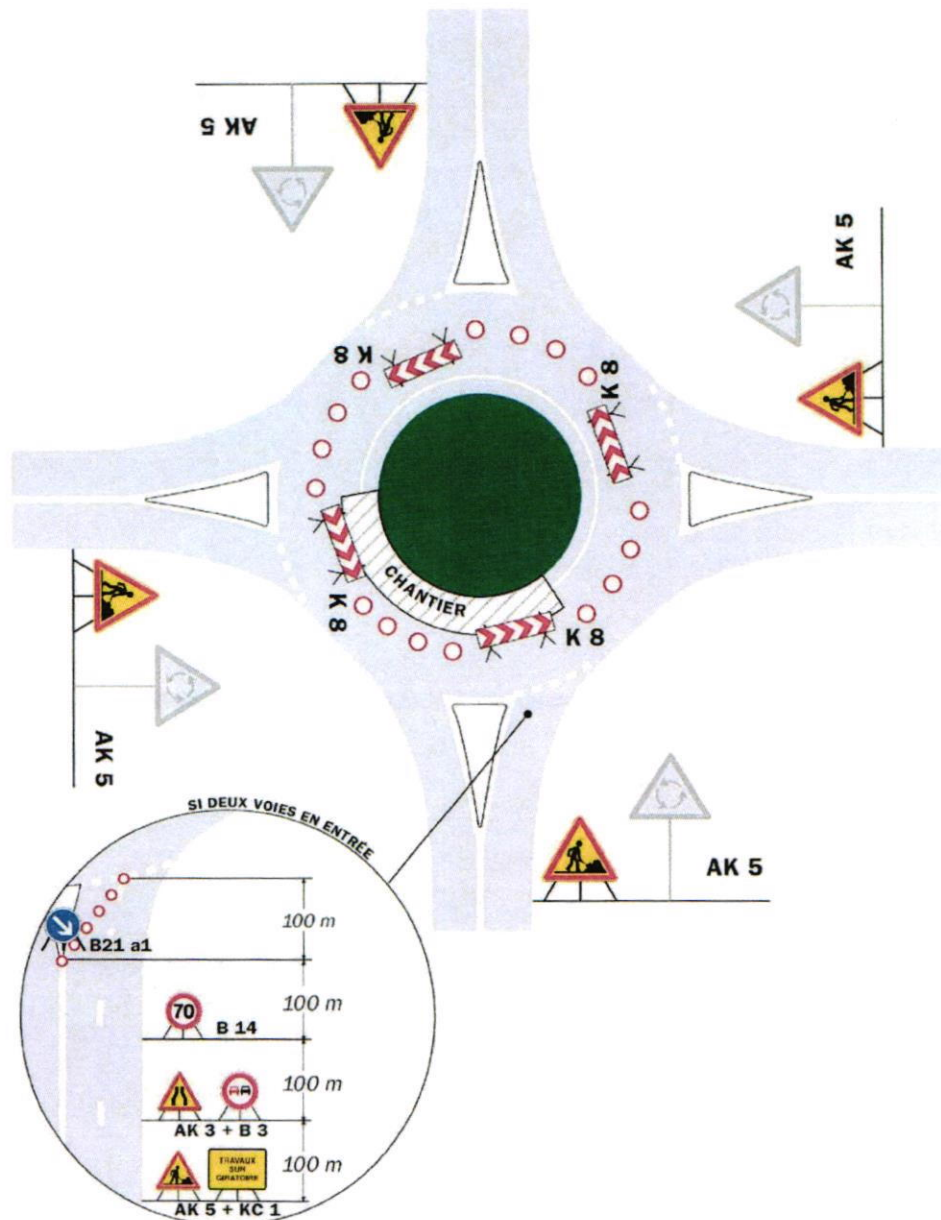 AK 5
AK 5
K 8
K 8
CHANTIER
K 8
K 8
AK 5
AK 5
SI DEUX VOIES EN ENTRÉE
100 m
B21 a1
100 m
70
B 14
100 m
AK 3 + B 3
TRAVAUX
SUR
GIRATOIRE
100 m
AK 5 + KC 1